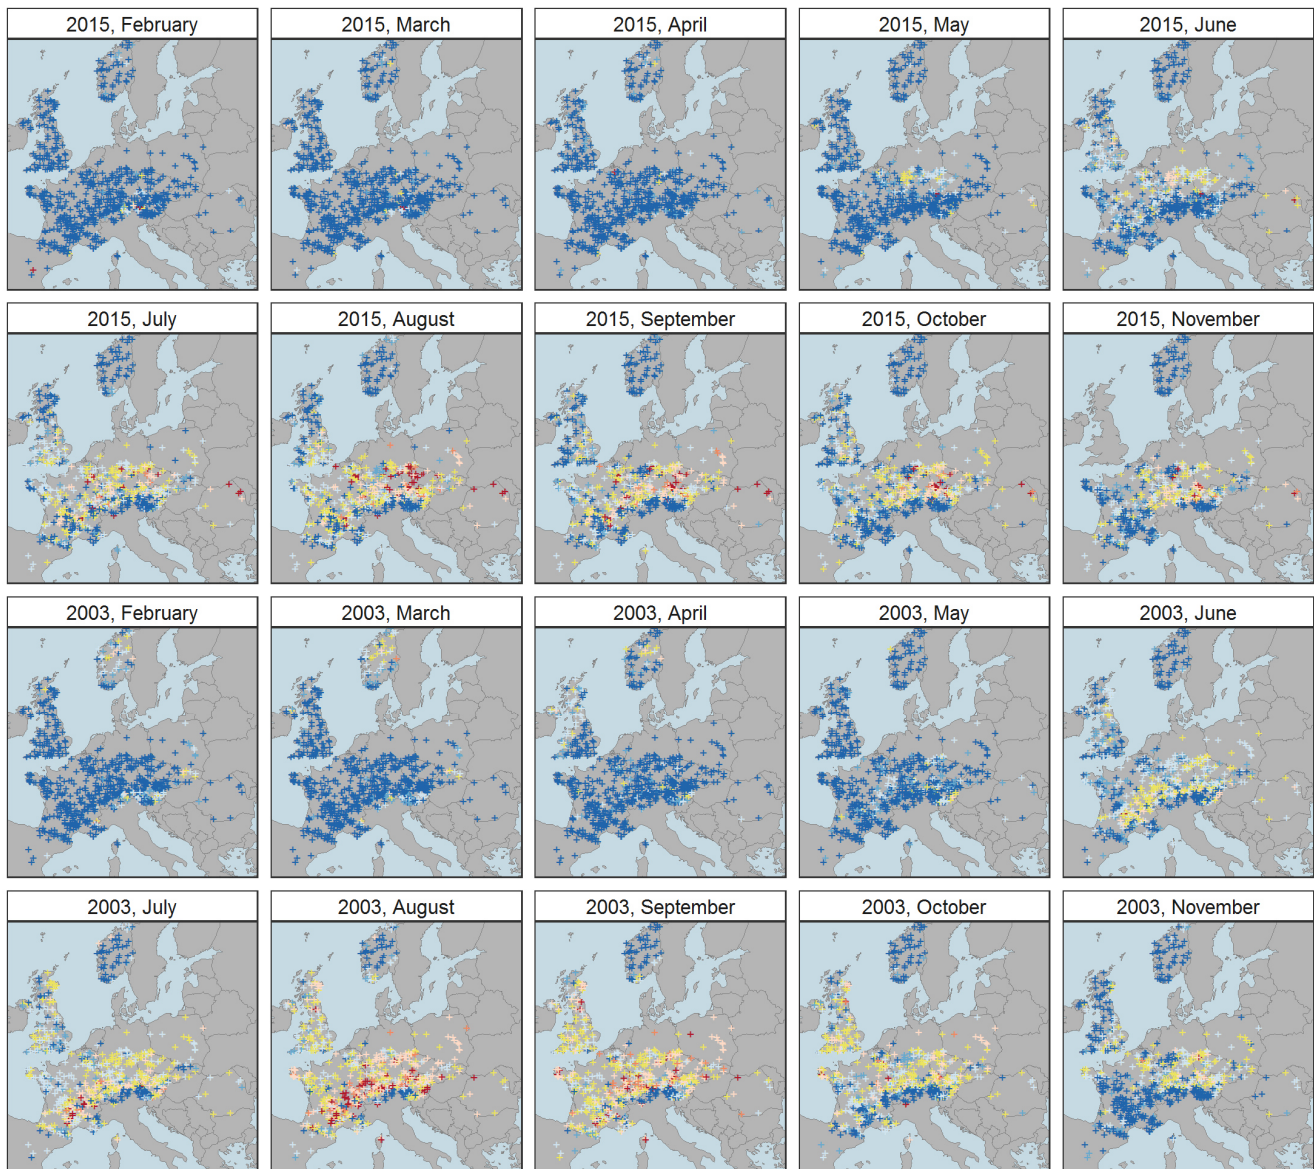 2015, February
2015, March
2015, April
2015, May
2015, June
2015, July
2015, August
2015, September
2015, October
2015, November
2003, February
2003, March
2003, April
2003, May
2003, June
2003, July
2003, August
2003, September
2003, October
2003, November